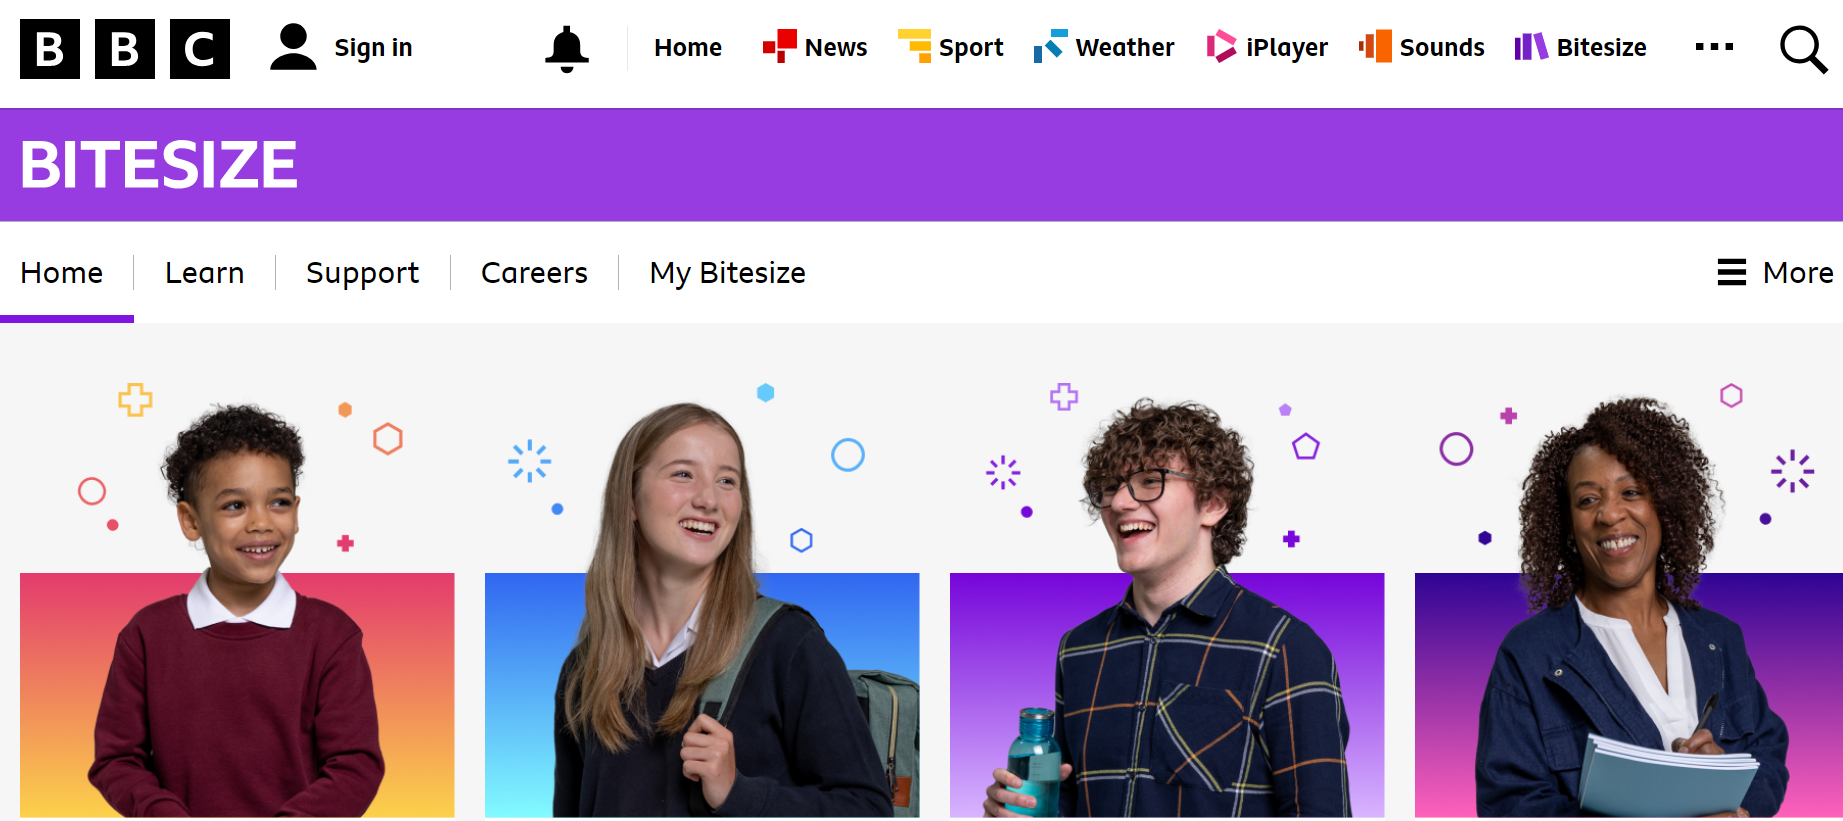 BBC Sign in Home News Sport Weather iPlayer Sounds Bitesize
BITESIZE
Home Learn Support Careers My Bitesize More